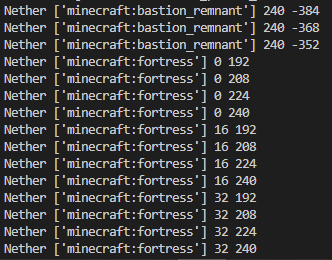 Nether ['minecraft:bastion_remnant'] 240 -384
Nether ['minecraft:bastion_remnant'] 240 -368
Nether ['minecraft:bastion_remnant'] 240 -352
Nether ['minecraft:fortress'] 0 192
Nether ['minecraft:fortress'] 0 208
Nether ['minecraft:fortress'] 0 224
Nether ['minecraft:fortress'] 0 240
Nether ['minecraft:fortress'] 16 192
Nether ['minecraft:fortress'] 16 208
Nether ['minecraft:fortress'] 16 224
Nether ['minecraft:fortress'] 16 240
Nether ['minecraft:fortress'] 32 192
Nether ['minecraft:fortress'] 32 208
Nether ['minecraft:fortress'] 32 224
Nether ['minecraft:fortress'] 32 240